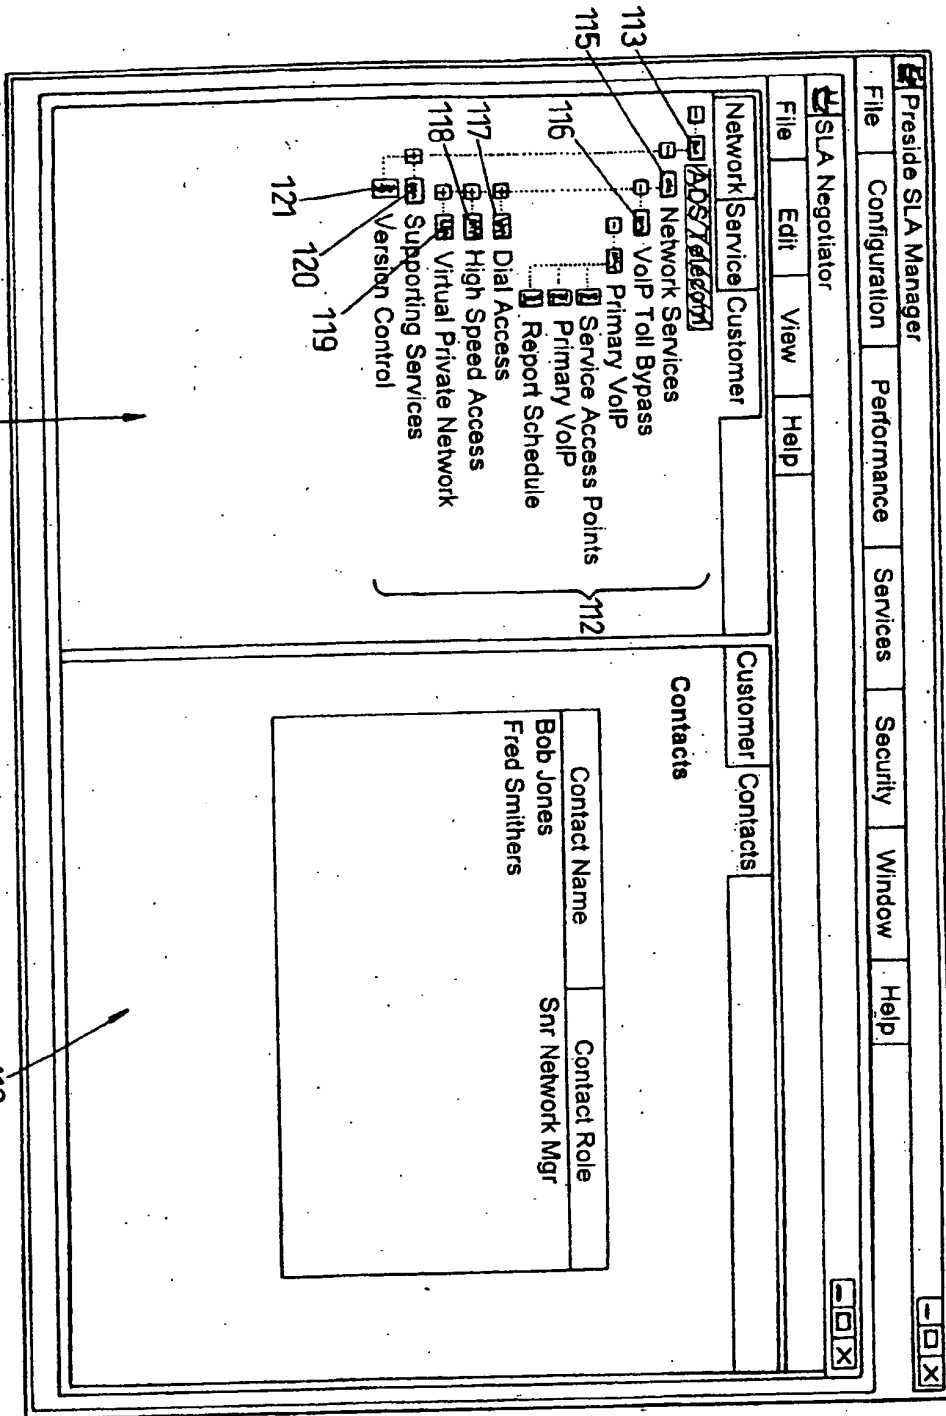 Preside SLA Manager
File Configuration Performance Services Security Window Help
SLA Negotiator
File Edit View Help
Network Service Customer
113
AOS/Telecom
115
Network Services
VoIP Toll Bypass
116
Primary VoIP
Service Access Points
Primary VoIP
Report Schedule
112
117
Dial Access
118
High Speed Access
Virtual Private Network
119
Supporting Services
120
Version Control
121
Customer Contacts
Contacts
Contact Name Contact Role
Bob Jones Snr Network Mgr
Fred Smithers